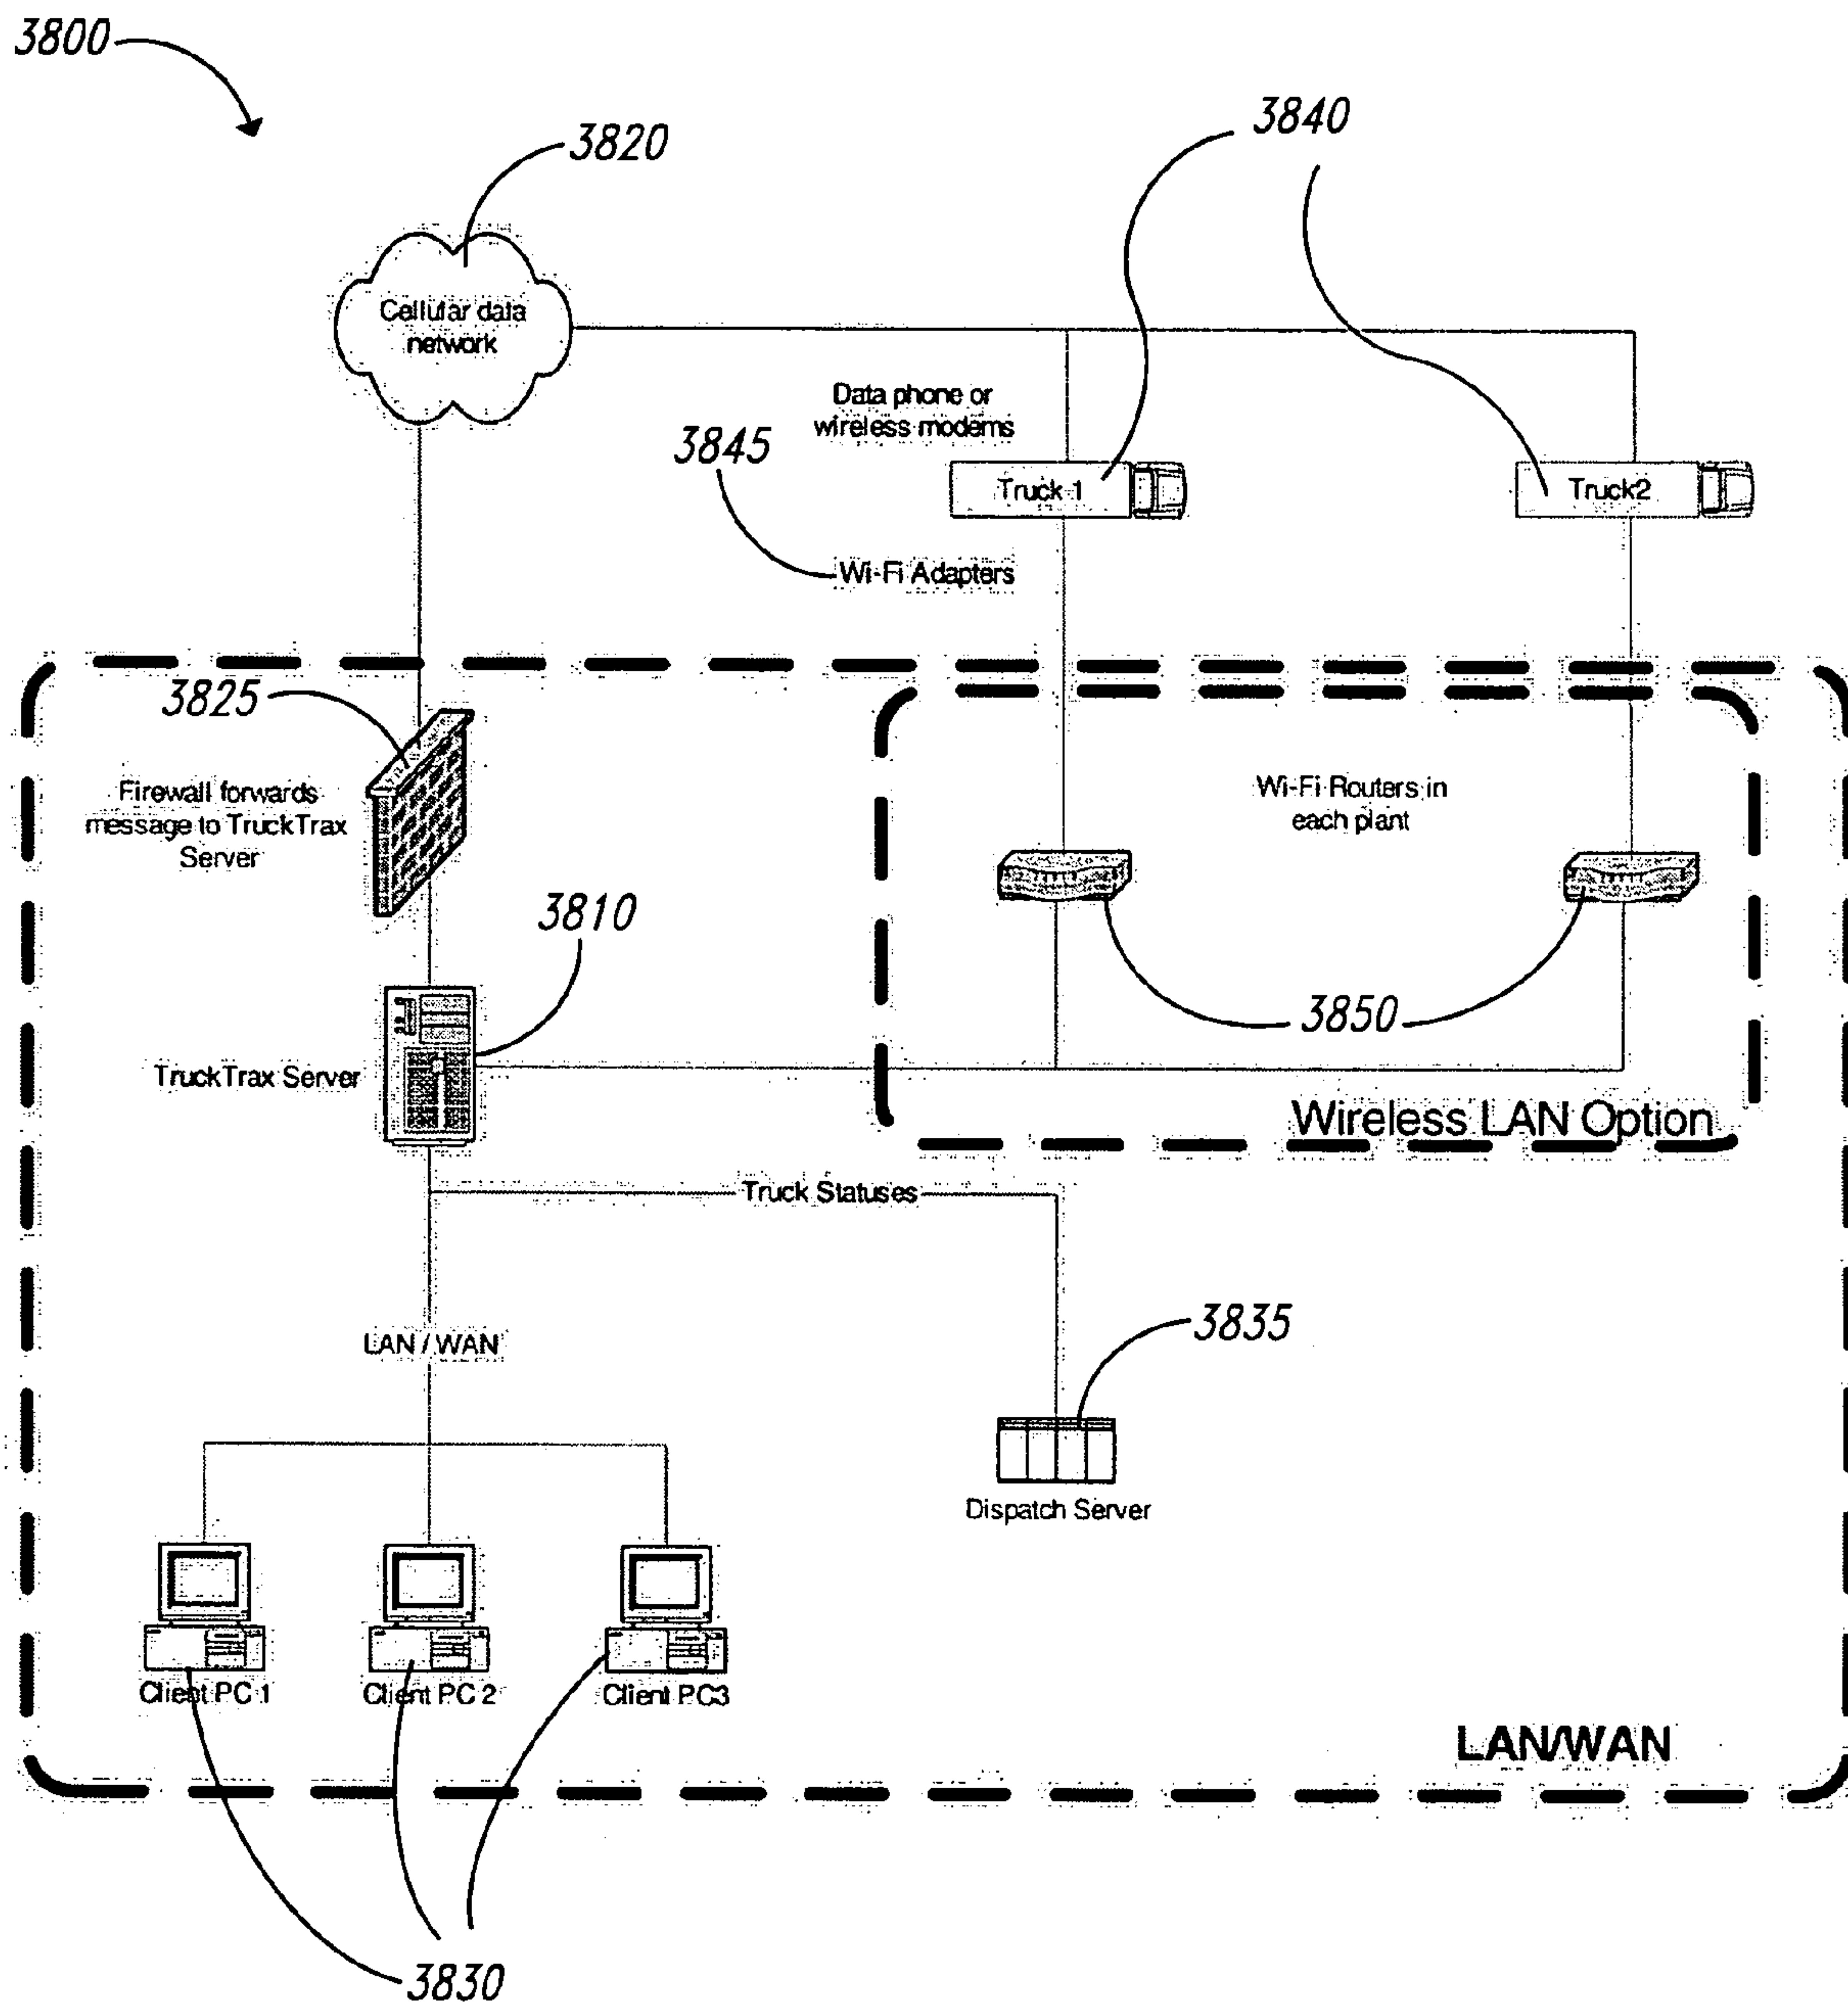 3800
3820
3840
Cellular data
network
Data phone or
wireless modems
3845
Truck 1
Truck2
Wi-Fi Adapters
3825
Firewall forwards
message to TruckTrax
Server
Wi-Fi Routers in
each plant
3810
3850
TruckTrax Server
Wireless LAN Option
Truck Statuses
LAN / WAN
3835
Dispatch Server
Client PC 1
Client PC 2
Client PC3
LAN/WAN
3830